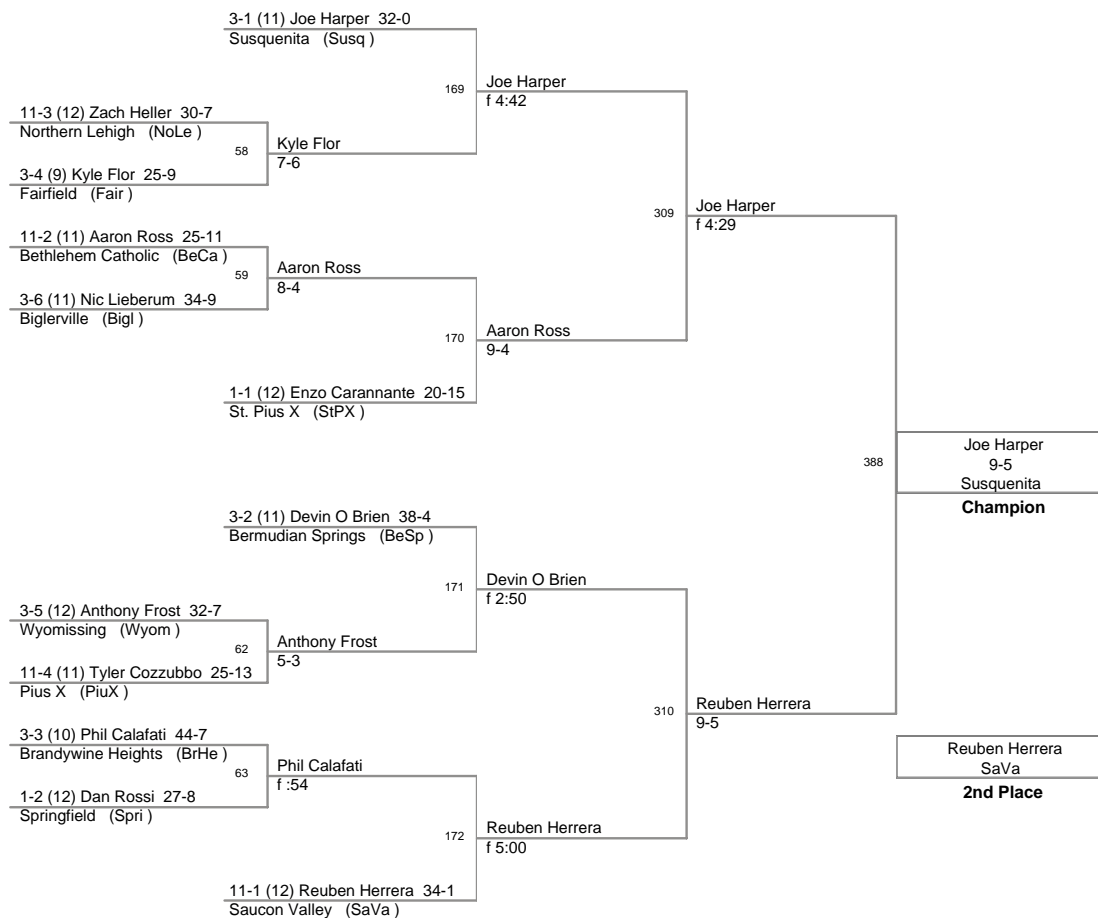 3-1 (11) Joe Harper 32-0
Susquenita (Susq )
169
Joe Harper
f 4:42
11-3 (12) Zach Heller 30-7
Northern Lehigh (NoLe )
58
Kyle Flor
7-6
3-4 (9) Kyle Flor 25-9
Fairfield (Fair )
309
Joe Harper
f 4:29
11-2 (11) Aaron Ross 25-11
Bethlehem Catholic (BeCa )
59
Aaron Ross
8-4
3-6 (11) Nic Lieberum 34-9
Biglerville (Bigl )
170
Aaron Ross
9-4
1-1 (12) Enzo Carannante 20-15
St. Pius X (StPX )
388
Joe Harper
9-5
Susquenita
Champion
3-2 (11) Devin O Brien 38-4
Bermudian Springs (BeSp )
171
Devin O Brien
f 2:50
3-5 (12) Anthony Frost 32-7
Wyomissing (Wyom )
62
Anthony Frost
5-3
11-4 (11) Tyler Cozzubbo 25-13
Pius X (PiuX )
310
Reuben Herrera
9-5
3-3 (10) Phil Calafati 44-7
Brandywine Heights (BrHe )
63
Phil Calafati
f :54
1-2 (12) Dan Rossi 27-8
Springfield (Spri )
Reuben Herrera
SaVa
2nd Place
172
Reuben Herrera
f 5:00
11-1 (12) Reuben Herrera 34-1
Saucon Valley (SaVa )